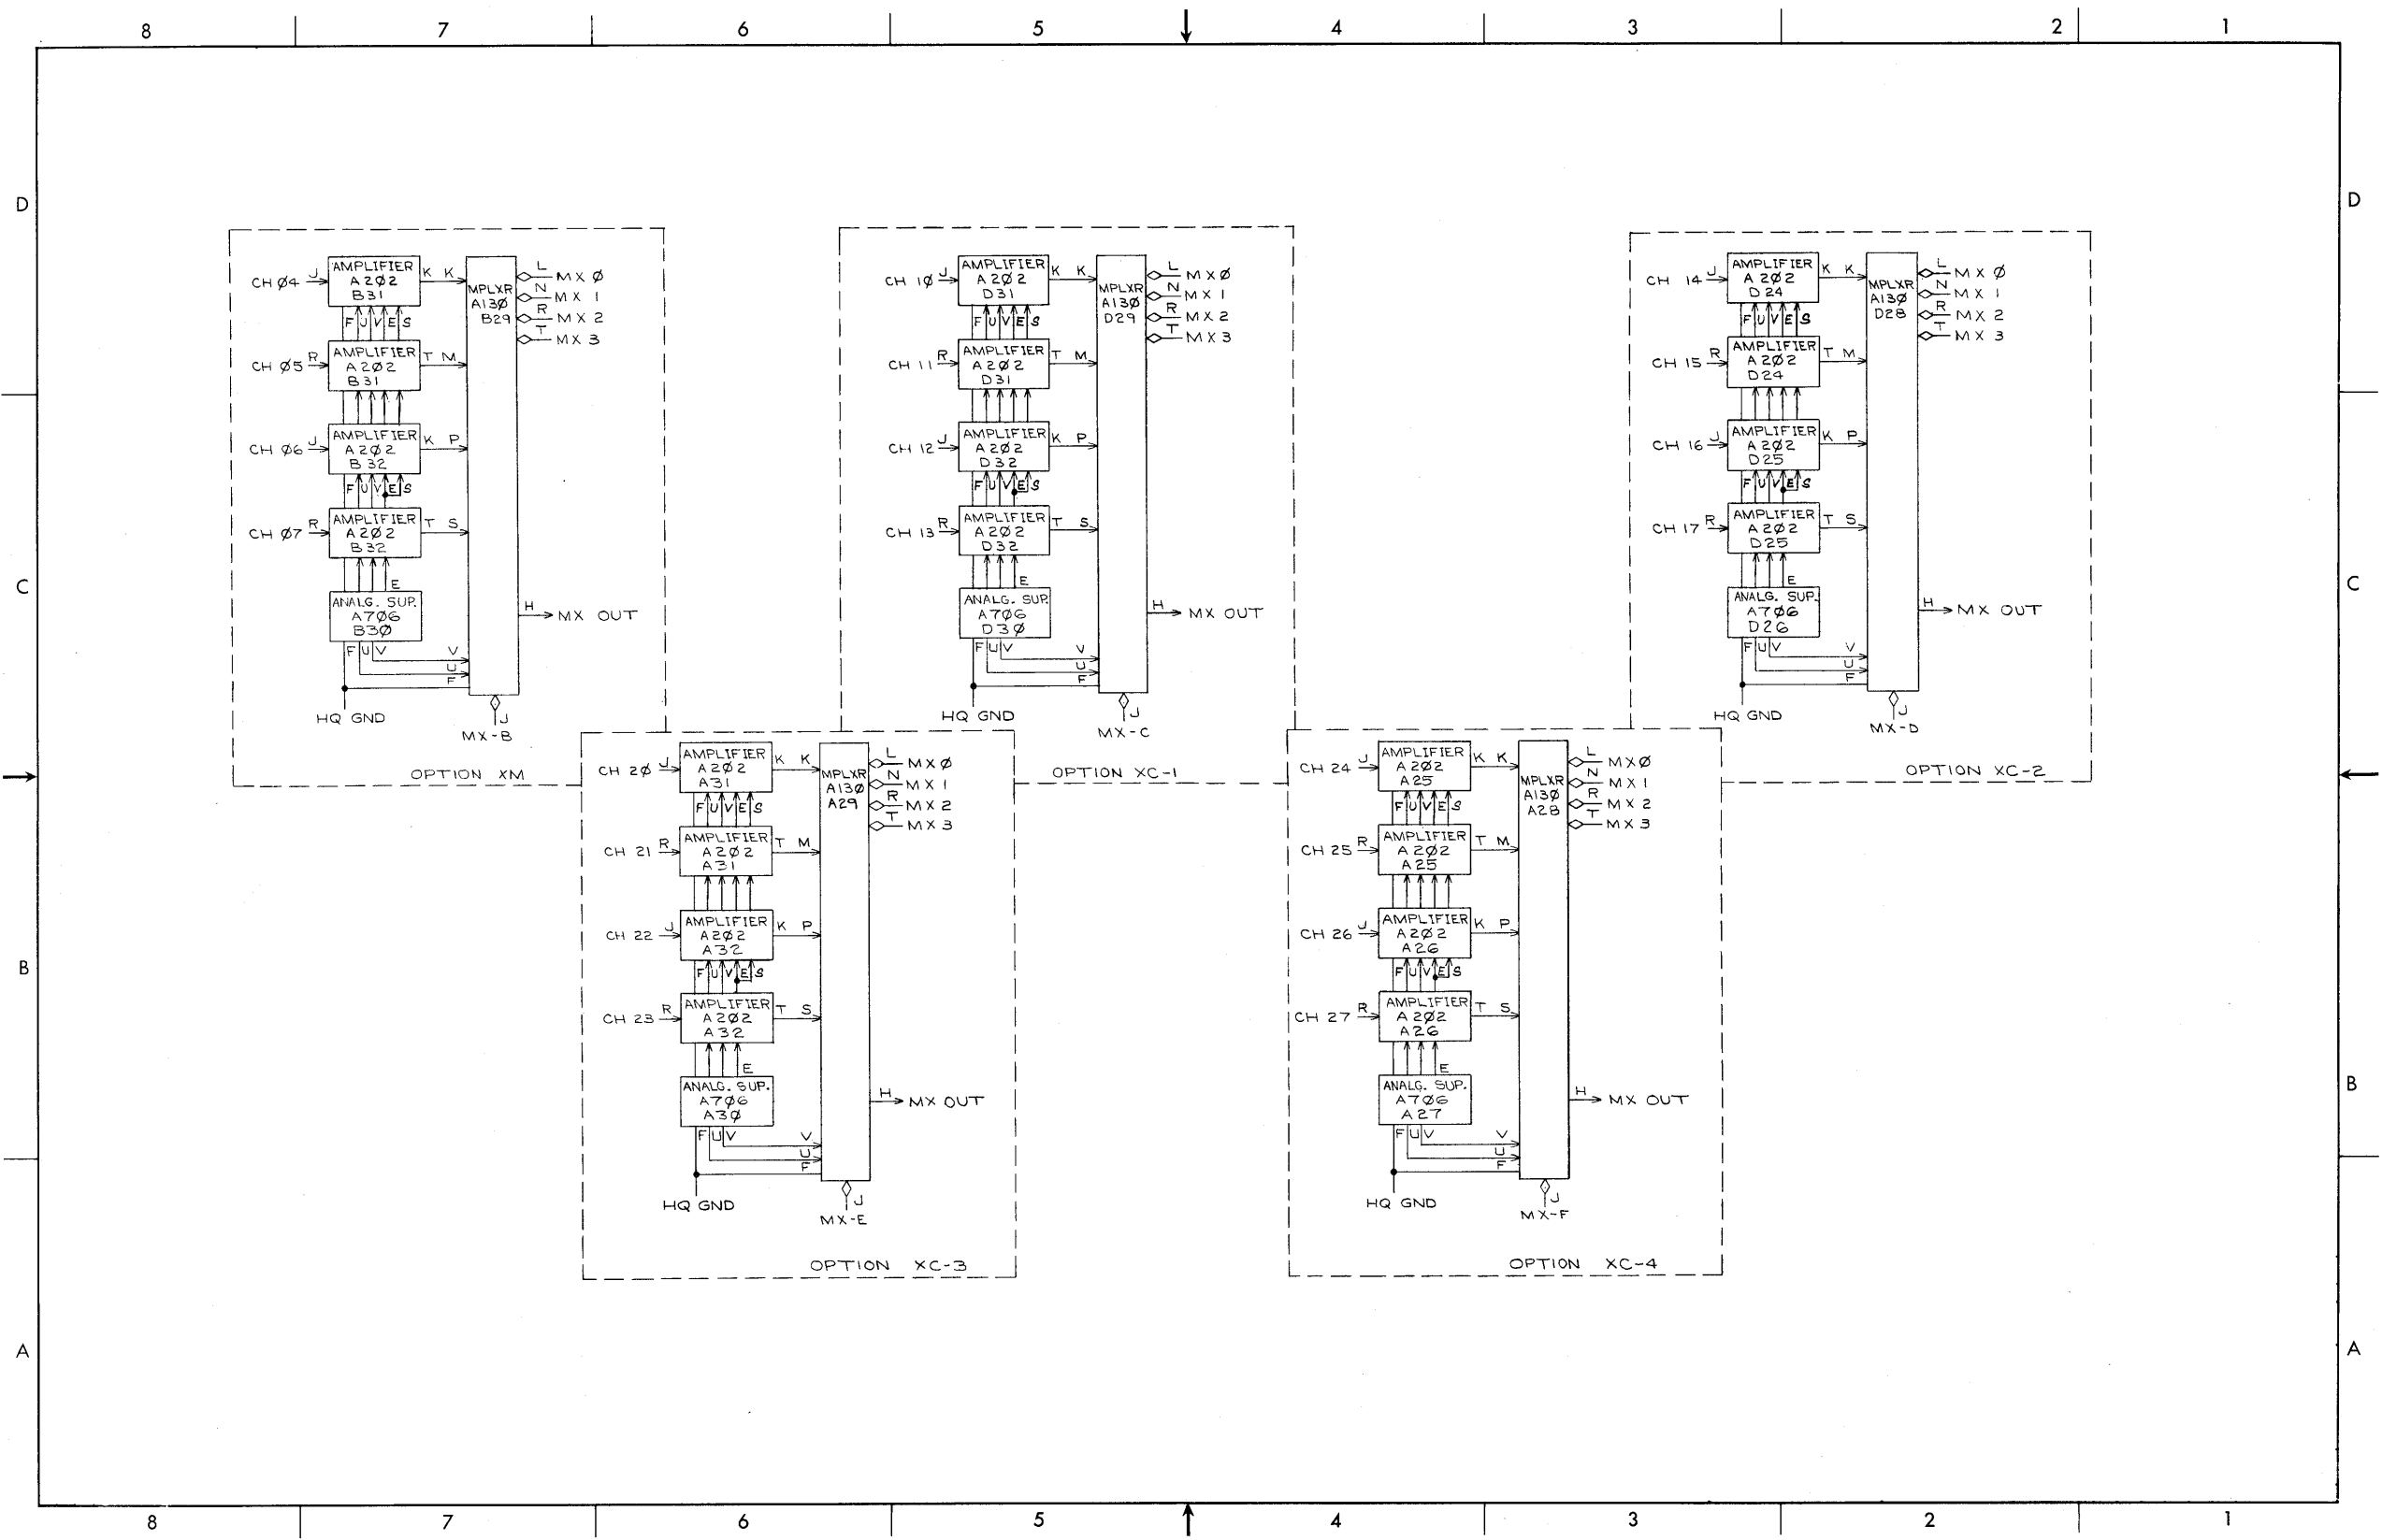 8 7 6 5 4 3 2 1
D D
CH Ø4 J
AMPLIFIER
A2Ø2
B31
K K
F U V E S
CH Ø5 R
AMPLIFIER
A2Ø2
B31
T M
CH Ø6 J
AMPLIFIER
A2Ø2
B32
K P
F U V E S
CH Ø7 R
AMPLIFIER
A2Ø2
B32
T S
E
ANALG. SUP.
A7Ø6
B3Ø
F U V
V
U
F
HQ GND
MPLXR
A13Ø
B29
L MX Ø
N MX 1
R MX 2
T MX 3
H MX OUT
J
MX-B
OPTION XM
CH 1Ø J
AMPLIFIER
A2Ø2
D31
K K
F U V E S
CH 11 R
AMPLIFIER
A2Ø2
D31
T M
CH 12 J
AMPLIFIER
A2Ø2
D32
K P
F U V E S
CH 13 R
AMPLIFIER
A2Ø2
D32
T S
E
ANALG. SUP.
A7Ø6
D3Ø
F U V
V
U
F
HQ GND
MPLXR
A13Ø
D29
L MXØ
N MX 1
R MX 2
T MX 3
H MX OUT
J
MX-C
OPTION XC-1
CH 14 J
AMPLIFIER
A2Ø2
D24
K K
F U V E S
CH 15 R
AMPLIFIER
A2Ø2
D24
T M
CH 16 J
AMPLIFIER
A2Ø2
D25
K P
F U V E S
CH 17 R
AMPLIFIER
A2Ø2
D25
T S
E
ANALG. SUP.
A7Ø6
D26
F U V
V
U
F
HQ GND
MPLXR
A13Ø
D28
L MX Ø
N MX 1
R MX 2
T MX 3
H MX OUT
J
MX-D
OPTION XC-2
C C
CH 2Ø J
AMPLIFIER
A2Ø2
A31
K K
F U V E S
CH 21 R
AMPLIFIER
A2Ø2
A31
T M
CH 22 J
AMPLIFIER
A2Ø2
A32
K P
F U V E S
CH 23 R
AMPLIFIER
A2Ø2
A32
T S
E
ANALG. SUP.
A7Ø6
A3Ø
F U V
V
U
F
HQ GND
MPLXR
A13Ø
A29
L MXØ
N MX 1
R MX 2
T MX 3
H MX OUT
J
MX-E
OPTION XC-3
CH 24 J
AMPLIFIER
A2Ø2
A25
K K
F U V E S
CH 25 R
AMPLIFIER
A2Ø2
A25
T M
CH 26 J
AMPLIFIER
A2Ø2
A26
K P
F U V E S
CH 27 R
AMPLIFIER
A2Ø2
A26
T S
E
ANALG. SUP.
A7Ø6
A27
F U V
V
U
F
HQ GND
MPLXR
A13Ø
A28
L MXØ
N MX 1
R MX 2
T MX 3
H MX OUT
J
MX-F
OPTION XC-4
B B
A A
8 7 6 5 4 3 2 1